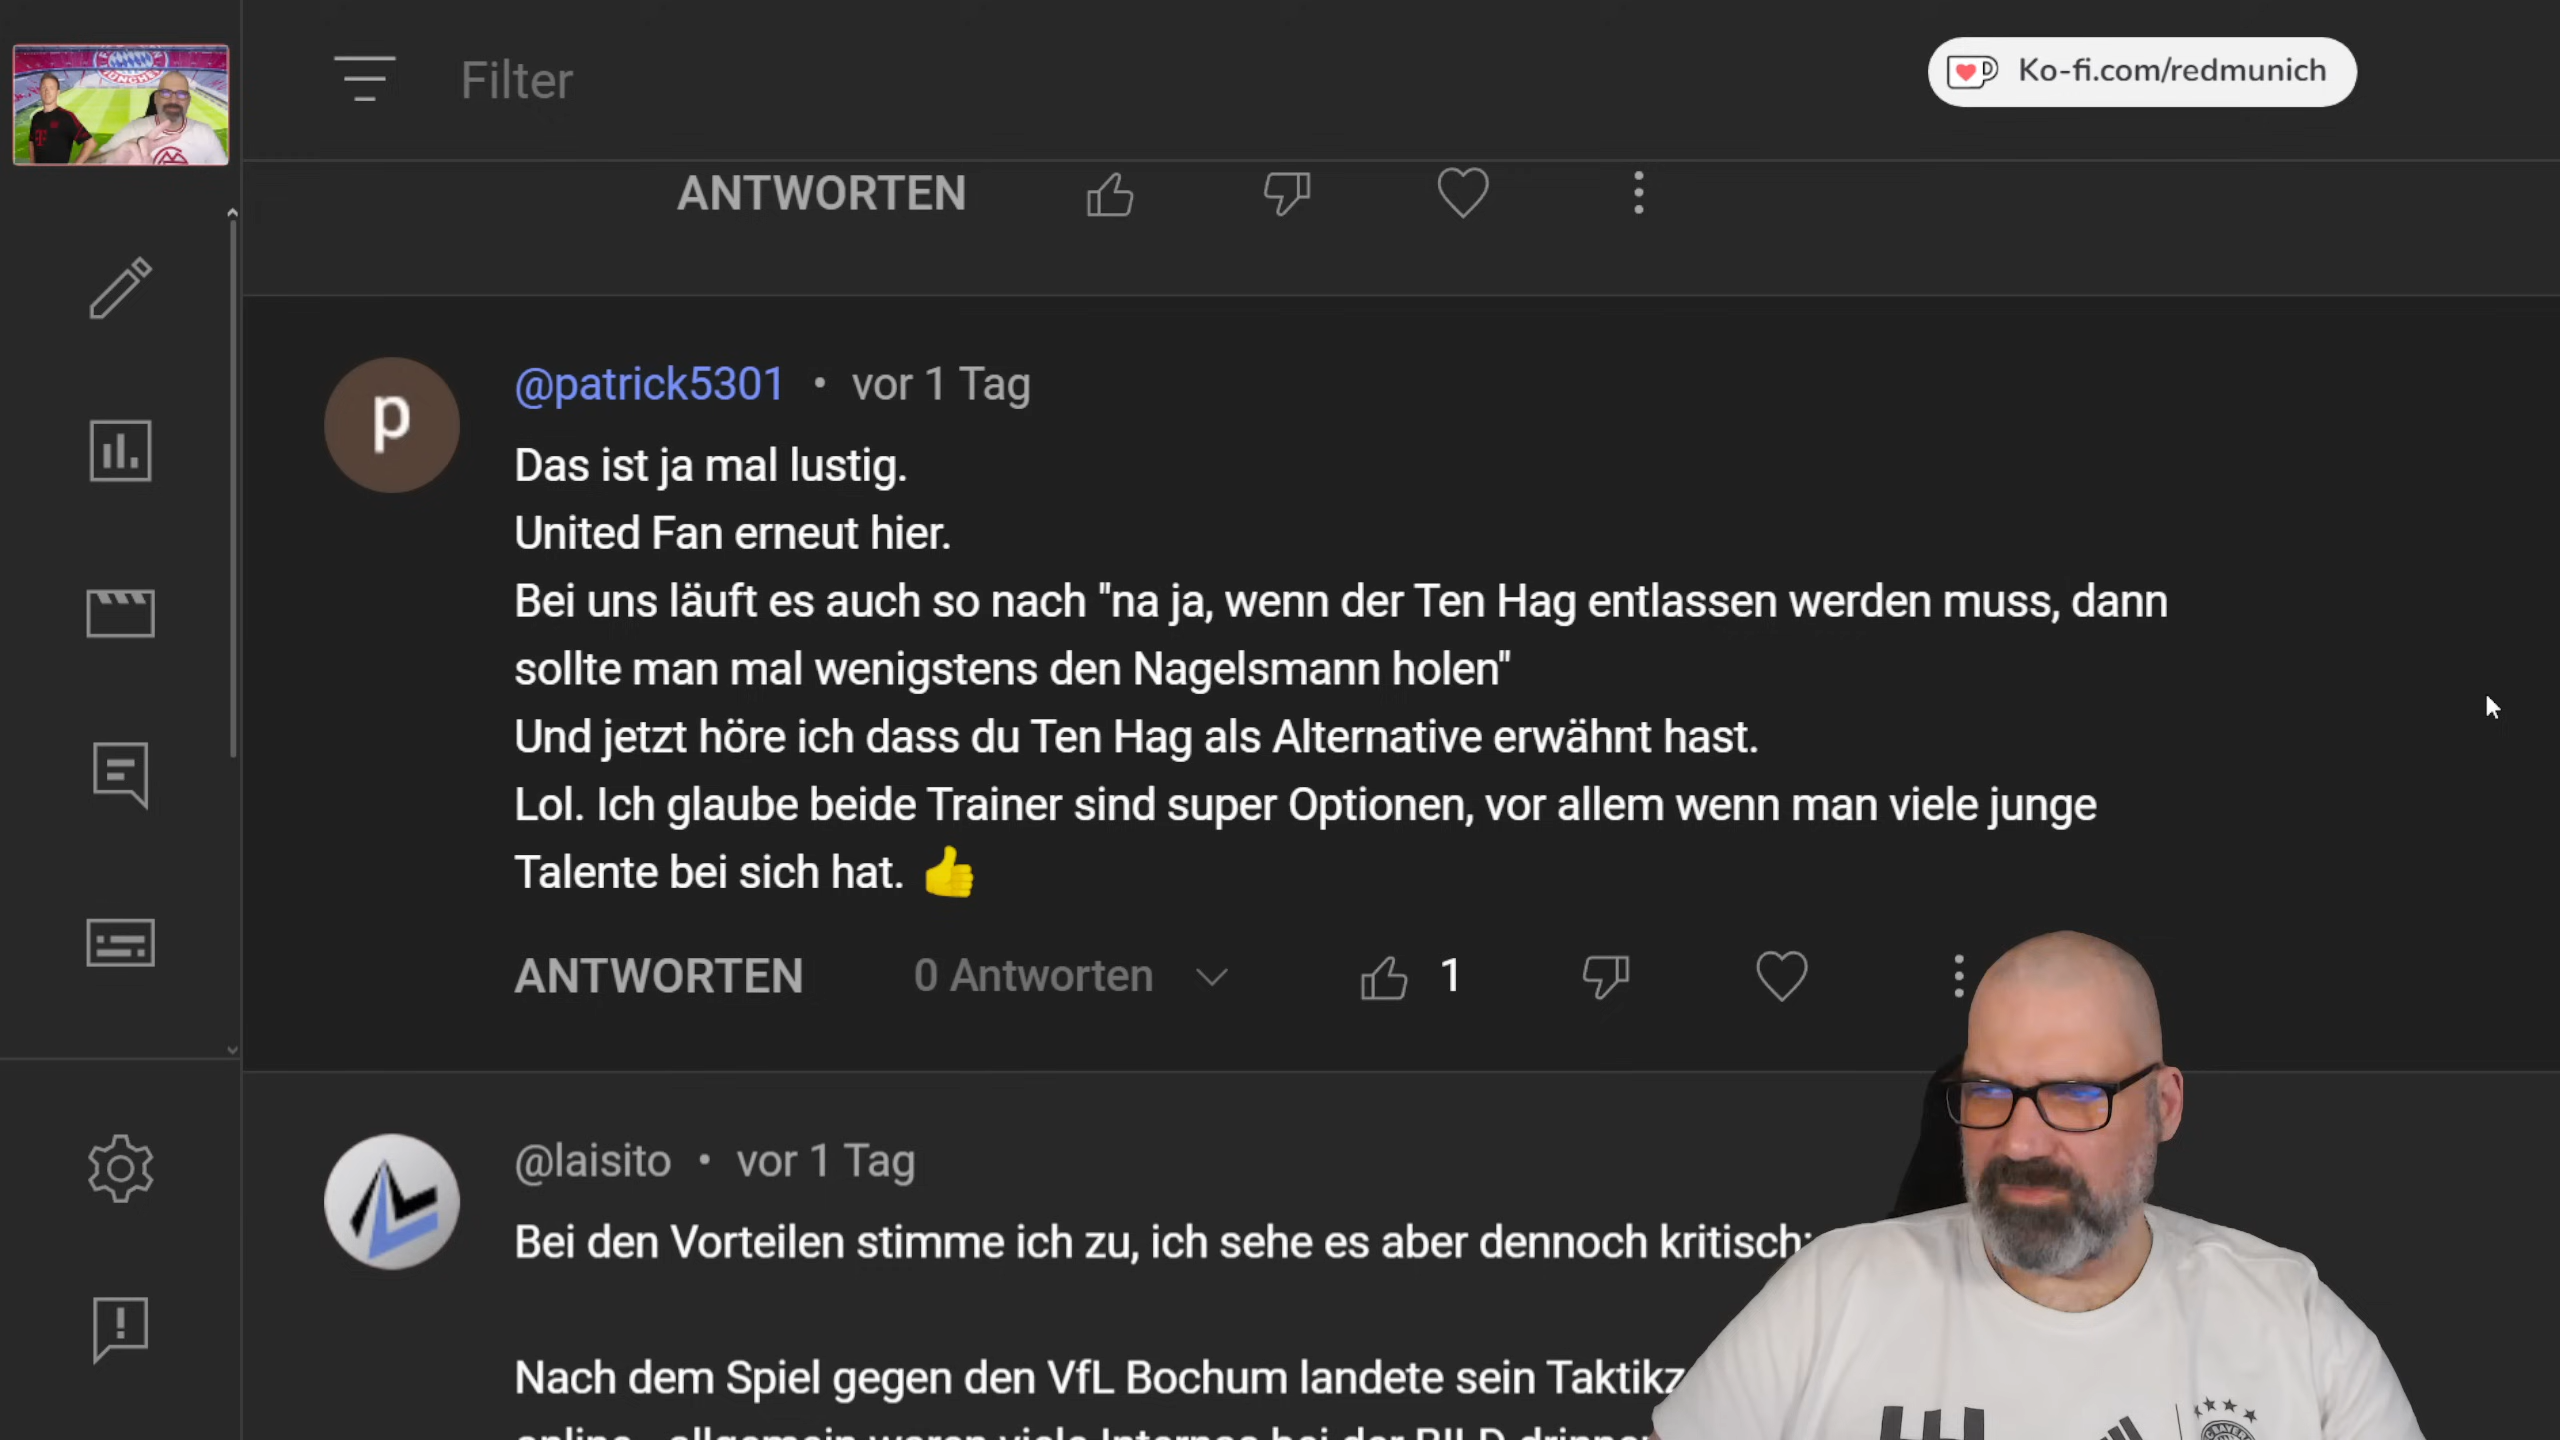 Filter
Ko-fi.com/redmunich
ANTWORTEN
p
@patrick5301 • vor 1 Tag
Das ist ja mal lustig.
United Fan erneut hier.
Bei uns läuft es auch so nach "na ja, wenn der Ten Hag entlassen werden muss, dann
sollte man mal wenigstens den Nagelsmann holen"
Und jetzt höre ich dass du Ten Hag als Alternative erwähnt hast.
Lol. Ich glaube beide Trainer sind super Optionen, vor allem wenn man viele junge
Talente bei sich hat. 👍
ANTWORTEN 0 Antworten 1
@laisito • vor 1 Tag
Bei den Vorteilen stimme ich zu, ich sehe es aber dennoch kritisch:
Nach dem Spiel gegen den VfL Bochum landete sein